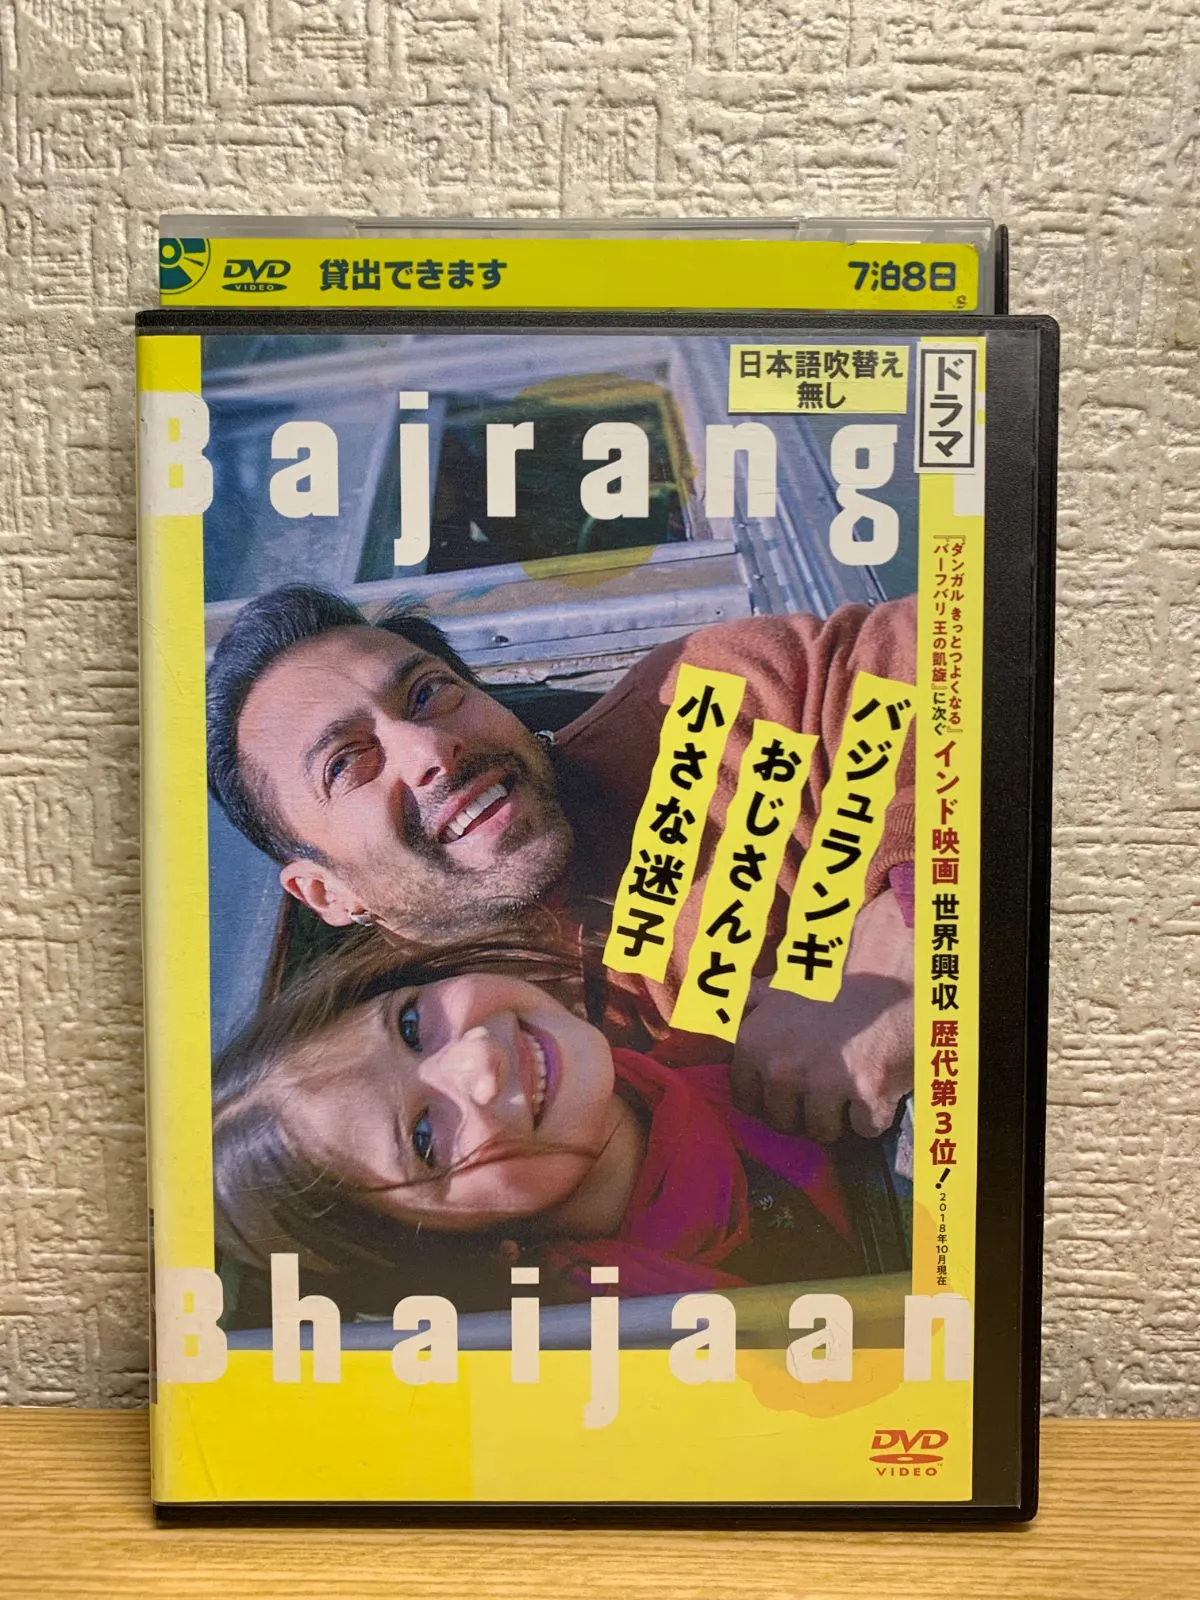 DVD
VIDEO
貸出できます
7泊8日
S
日本語吹替え
無し
ドラマ
Bajrangi
『ダンガル きっとつよくなる』
『バーフバリ 王の凱旋』に次ぐ
インド映画 世界興収 歴代第3位!
2018年10月現在
バジュランギ
おじさんと、
小さな迷子
Bhaijaan
DVD
VIDEO